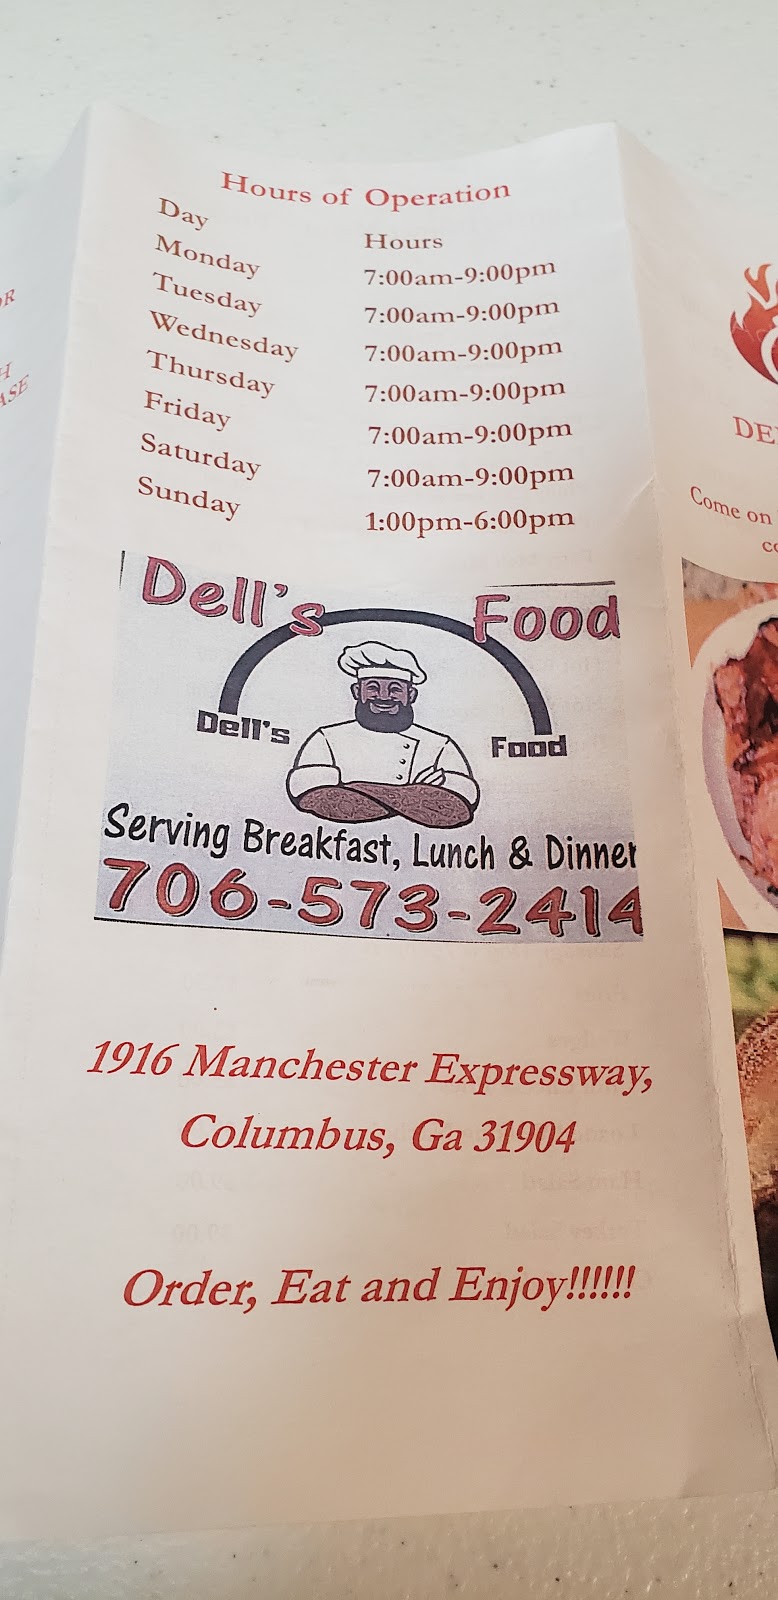 Hours of Operation
Day Hours
Monday 7:00am-9:00pm
Tuesday 7:00am-9:00pm
Wednesday 7:00am-9:00pm
Thursday 7:00am-9:00pm
Friday 7:00am-9:00pm
Saturday 7:00am-9:00pm
Sunday 1:00pm-6:00pm
Dell's Food
Dell's Food
Serving Breakfast, Lunch & Dinner
706-573-2414
1916 Manchester Expressway,
Columbus, Ga 31904
Order, Eat and Enjoy!!!!!!
Come on